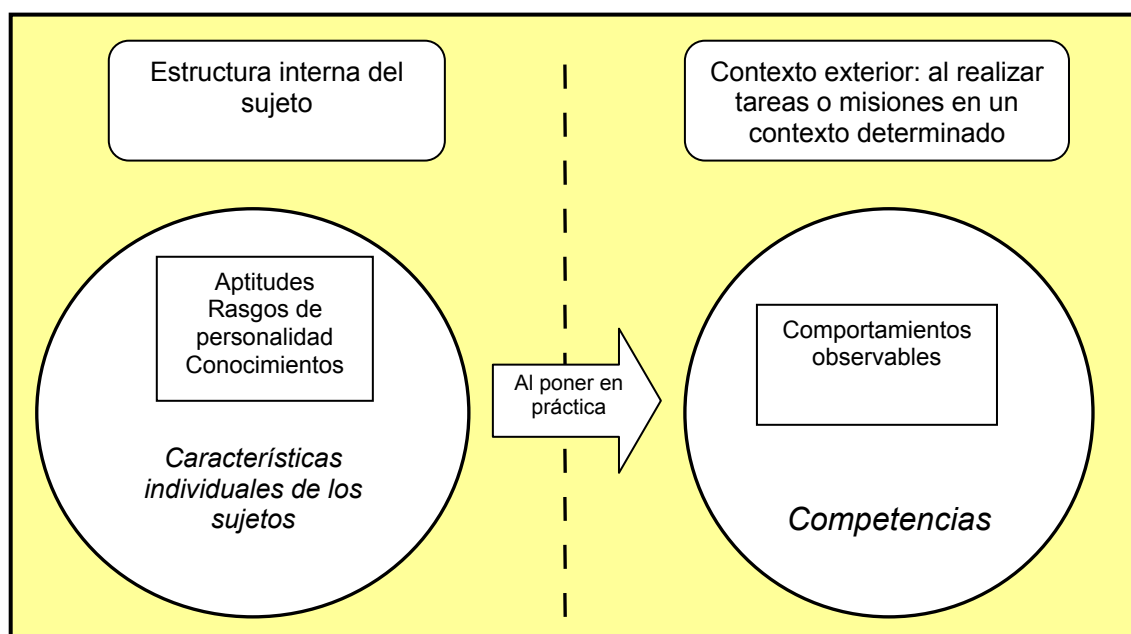 Estructura interna del
sujeto
Contexto exterior: al realizar
tareas o misiones en un
contexto determinado
Aptitudes
Rasgos de
personalidad
Conocimientos
Características
individuales de los
sujetos
Al poner en
práctica
Comportamientos
observables
Competencias